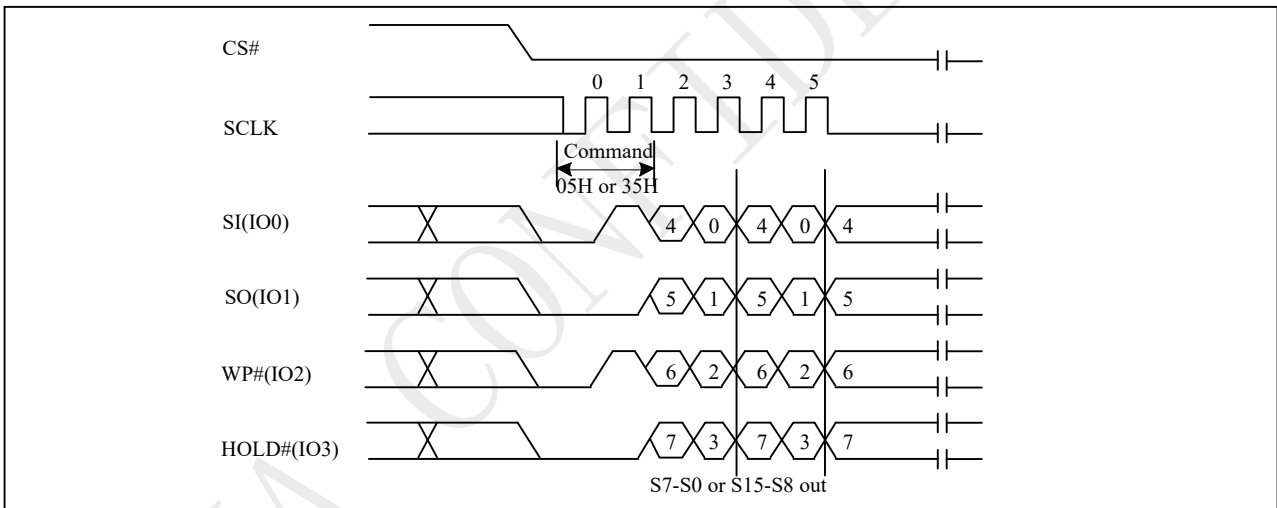 CS#
0 1 2 3 4 5
SCLK
Command
05H or 35H
SI(IO0) 4 0 4 0 4
SO(IO1) 5 1 5 1 5
WP#(IO2) 6 2 6 2 6
HOLD#(IO3) 7 3 7 3 7
S7-S0 or S15-S8 out